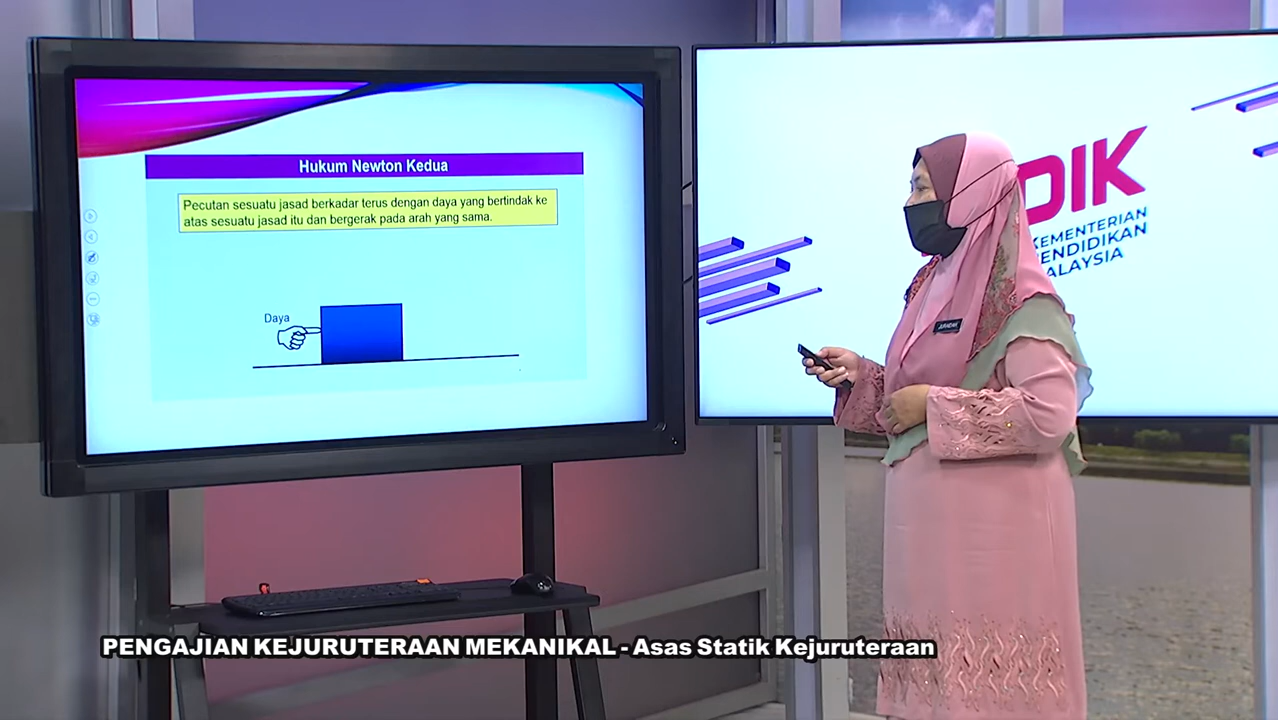 Hukum Newton Kedua
Pecutan sesuatu jasad berkadar terus dengan daya yang bertindak ke
atas sesuatu jasad itu dan bergerak pada arah yang sama.
Daya
DIK
KEMENTERIAN
PENDIDIKAN
MALAYSIA
PENGAJIAN KEJURUTERAAN MEKANIKAL - Asas Statik Kejuruteraan